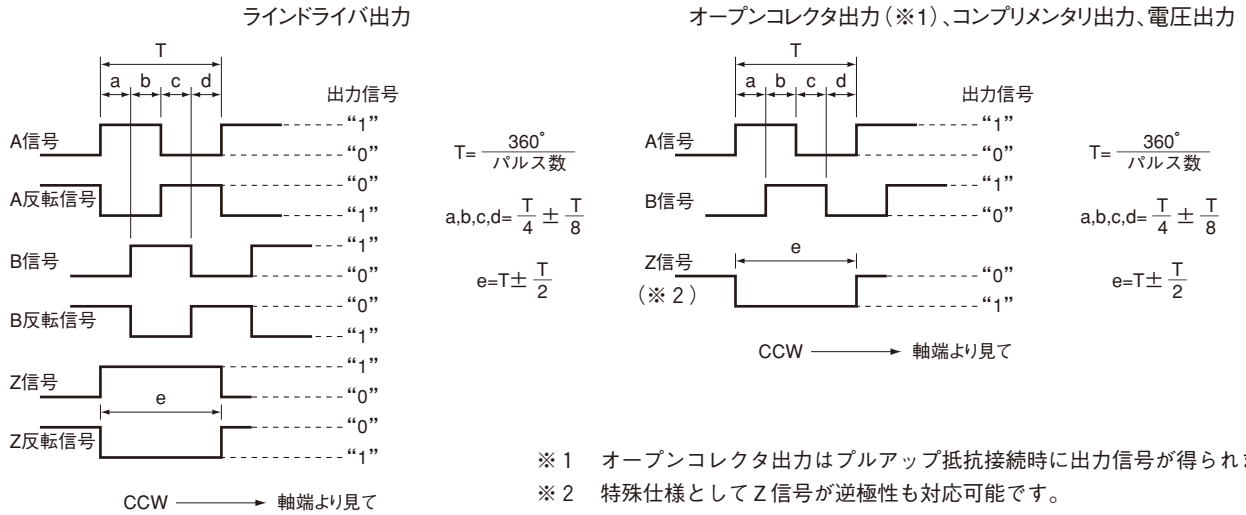 ラインドライバ出力
T
a b c d
出力信号
A信号
“1”
“0”
A反転信号
“0”
“1”
B信号
“1”
“0”
B反転信号
“0”
“1”
Z信号
“1”
“0”
e
Z反転信号
“0”
“1”
CCW 軸端より見て
T= 360°/パルス数
a,b,c,d= T/4 ± T/8
e=T± T/2
オープンコレクタ出力(※1)、コンプリメンタリ出力、電圧出力
T
a b c d
出力信号
A信号
“1”
“0”
B信号
“1”
“0”
Z信号
(※2)
e
“0”
“1”
CCW 軸端より見て
T= 360°/パルス数
a,b,c,d= T/4 ± T/8
e=T± T/2
※1 オープンコレクタ出力はプルアップ抵抗接続時に出力信号が得られま
※2 特殊仕様としてZ信号が逆極性も対応可能です。